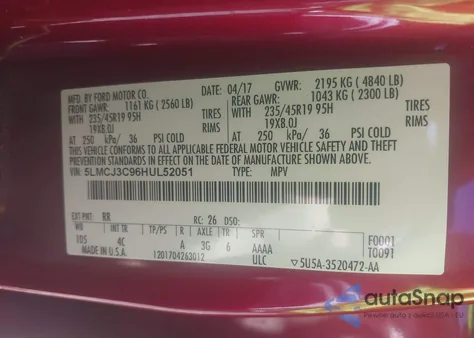 MFD. BY FORD MOTOR CO.
DATE: 04/17 GVWR: 2195 KG (4840 LB)
FRONT GAWR: 1161 KG (2560 LB) REAR GAWR: 1043 KG (2300 LB)
WITH 235/45R19 95H TIRES WITH 235/45R19 95H TIRES
19X8.0J RIMS 19X8.0J RIMS
AT 250 kPa/ 36 PSI COLD AT 250 kPa/ 36 PSI COLD
THIS VEHICLE CONFORMS TO ALL APPLICABLE FEDERAL MOTOR VEHICLE SAFETY AND THEFT PREVENTION STANDARDS IN EFFECT ON THE DATE OF MANUFACTURE SHOWN ABOVE.
VIN: 5LMCJ3C96HUL52051 TYPE: MPV
EXT PNT: RR RC: 26 DSO:
WB INT TR TP/PS R AXLE TR SPR
105 4C A 3G 6 AAAA F0001
MADE IN U.S.A. 1201704263012 ULC T0091
5U5A-3520472-AA
autaSnap